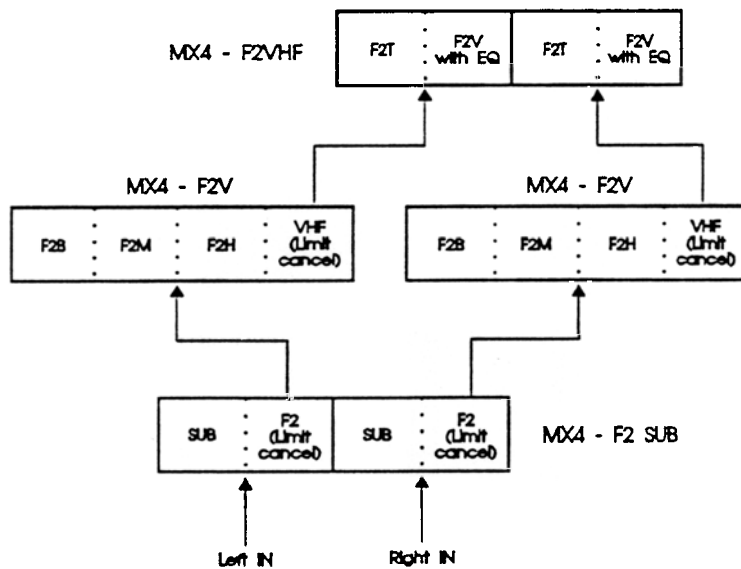 MX4 - F2VHF
F2T
F2V
with EQ
F2T
F2V
with EQ
MX4 - F2V
F2B
F2M
F2H
VHF
(Limit
cancel)
MX4 - F2V
F2B
F2M
F2H
VHF
(Limit
cancel)
SUB
F2
(Limit
cancel)
SUB
F2
(Limit
cancel)
MX4 - F2 SUB
Left IN
Right IN